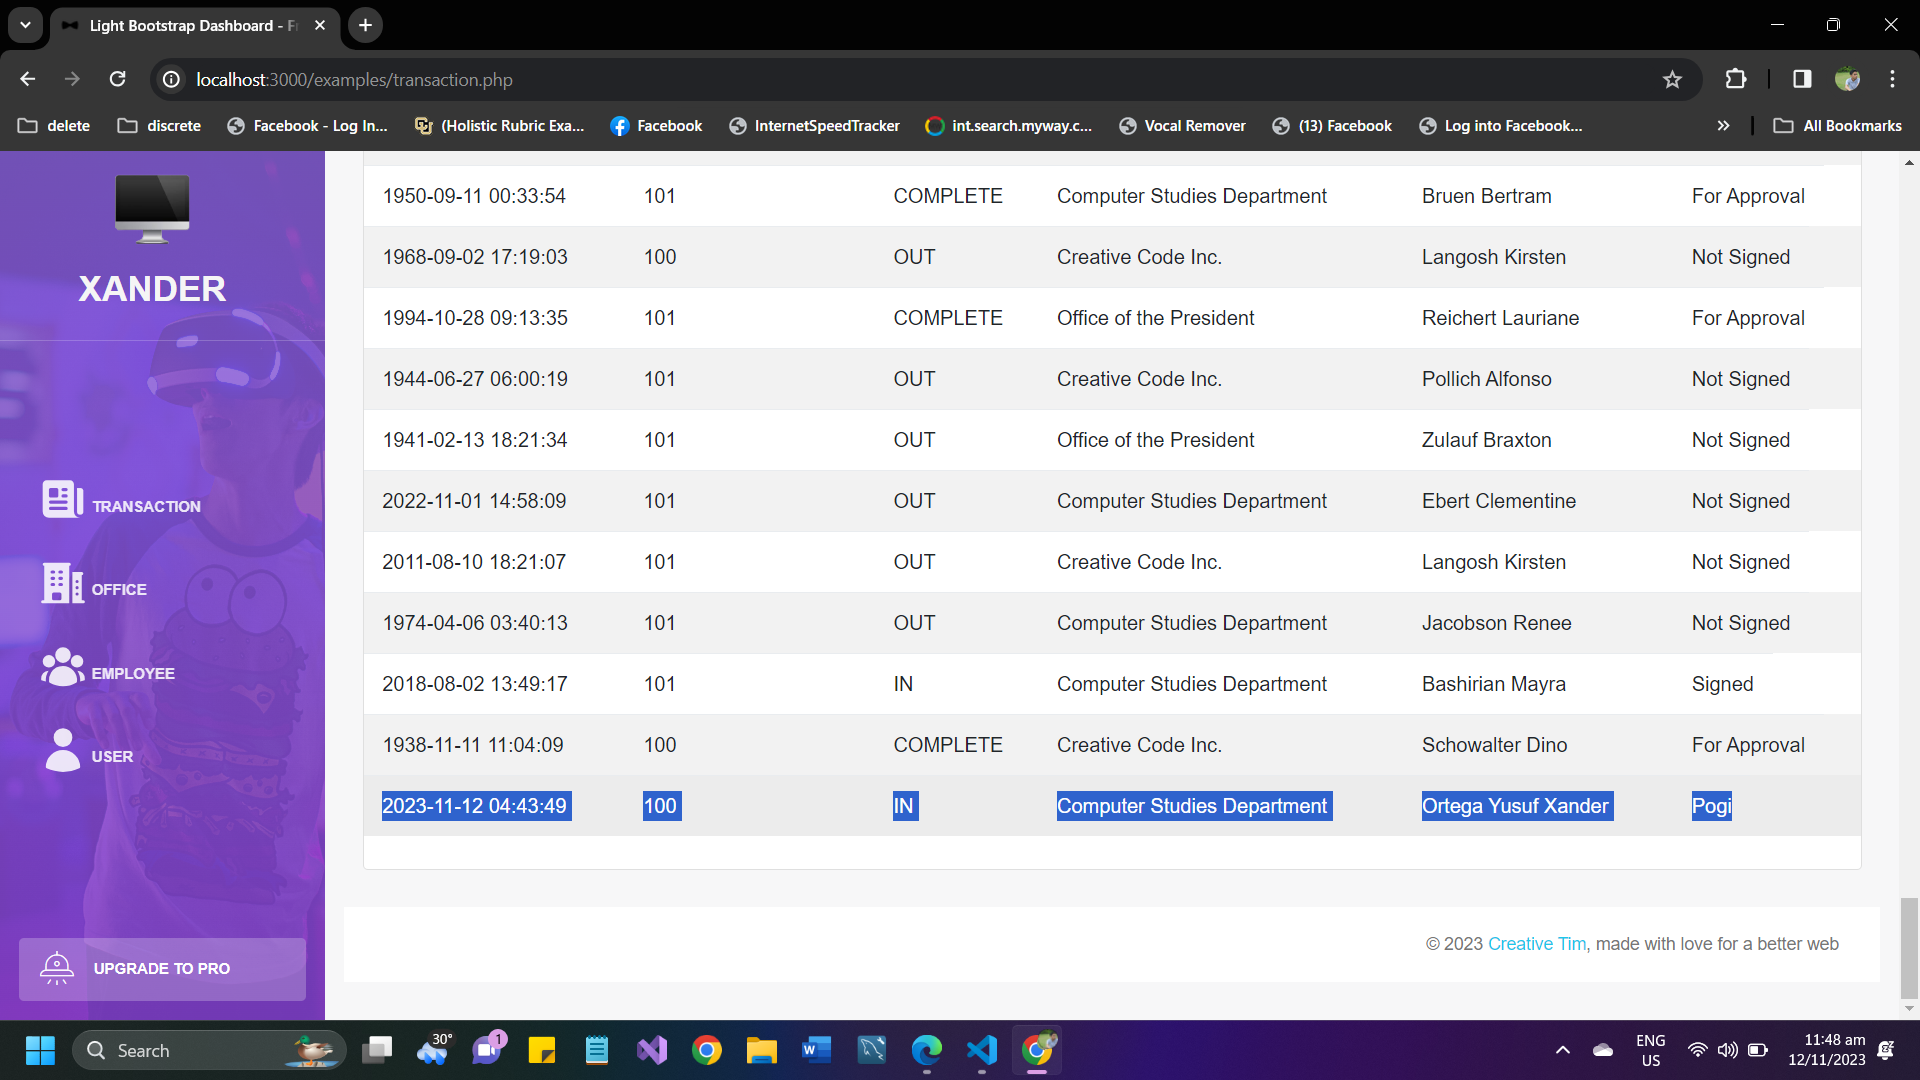 Light Bootstrap Dashboard - Fr
localhost:3000/examples/transaction.php
delete discrete Facebook - Log In... (Holistic Rubric Exa... Facebook InternetSpeedTracker int.search.myway.c... Vocal Remover (13) Facebook Log into Facebook... » All Bookmarks
XANDER
TRANSACTION
OFFICE
EMPLOYEE
USER
UPGRADE TO PRO
1950-09-11 00:33:54 101 COMPLETE Computer Studies Department Bruen Bertram For Approval
1968-09-02 17:19:03 100 OUT Creative Code Inc. Langosh Kirsten Not Signed
1994-10-28 09:13:35 101 COMPLETE Office of the President Reichert Lauriane For Approval
1944-06-27 06:00:19 101 OUT Creative Code Inc. Pollich Alfonso Not Signed
1941-02-13 18:21:34 101 OUT Office of the President Zulauf Braxton Not Signed
2022-11-01 14:58:09 101 OUT Computer Studies Department Ebert Clementine Not Signed
2011-08-10 18:21:07 101 OUT Creative Code Inc. Langosh Kirsten Not Signed
1974-04-06 03:40:13 101 OUT Computer Studies Department Jacobson Renee Not Signed
2018-08-02 13:49:17 101 IN Computer Studies Department Bashirian Mayra Signed
1938-11-11 11:04:09 100 COMPLETE Creative Code Inc. Schowalter Dino For Approval
2023-11-12 04:43:49 100 IN Computer Studies Department Ortega Yusuf Xander Pogi
© 2023 Creative Tim, made with love for a better web
Search 30° 1 ENG 11:48 am
US 12/11/2023